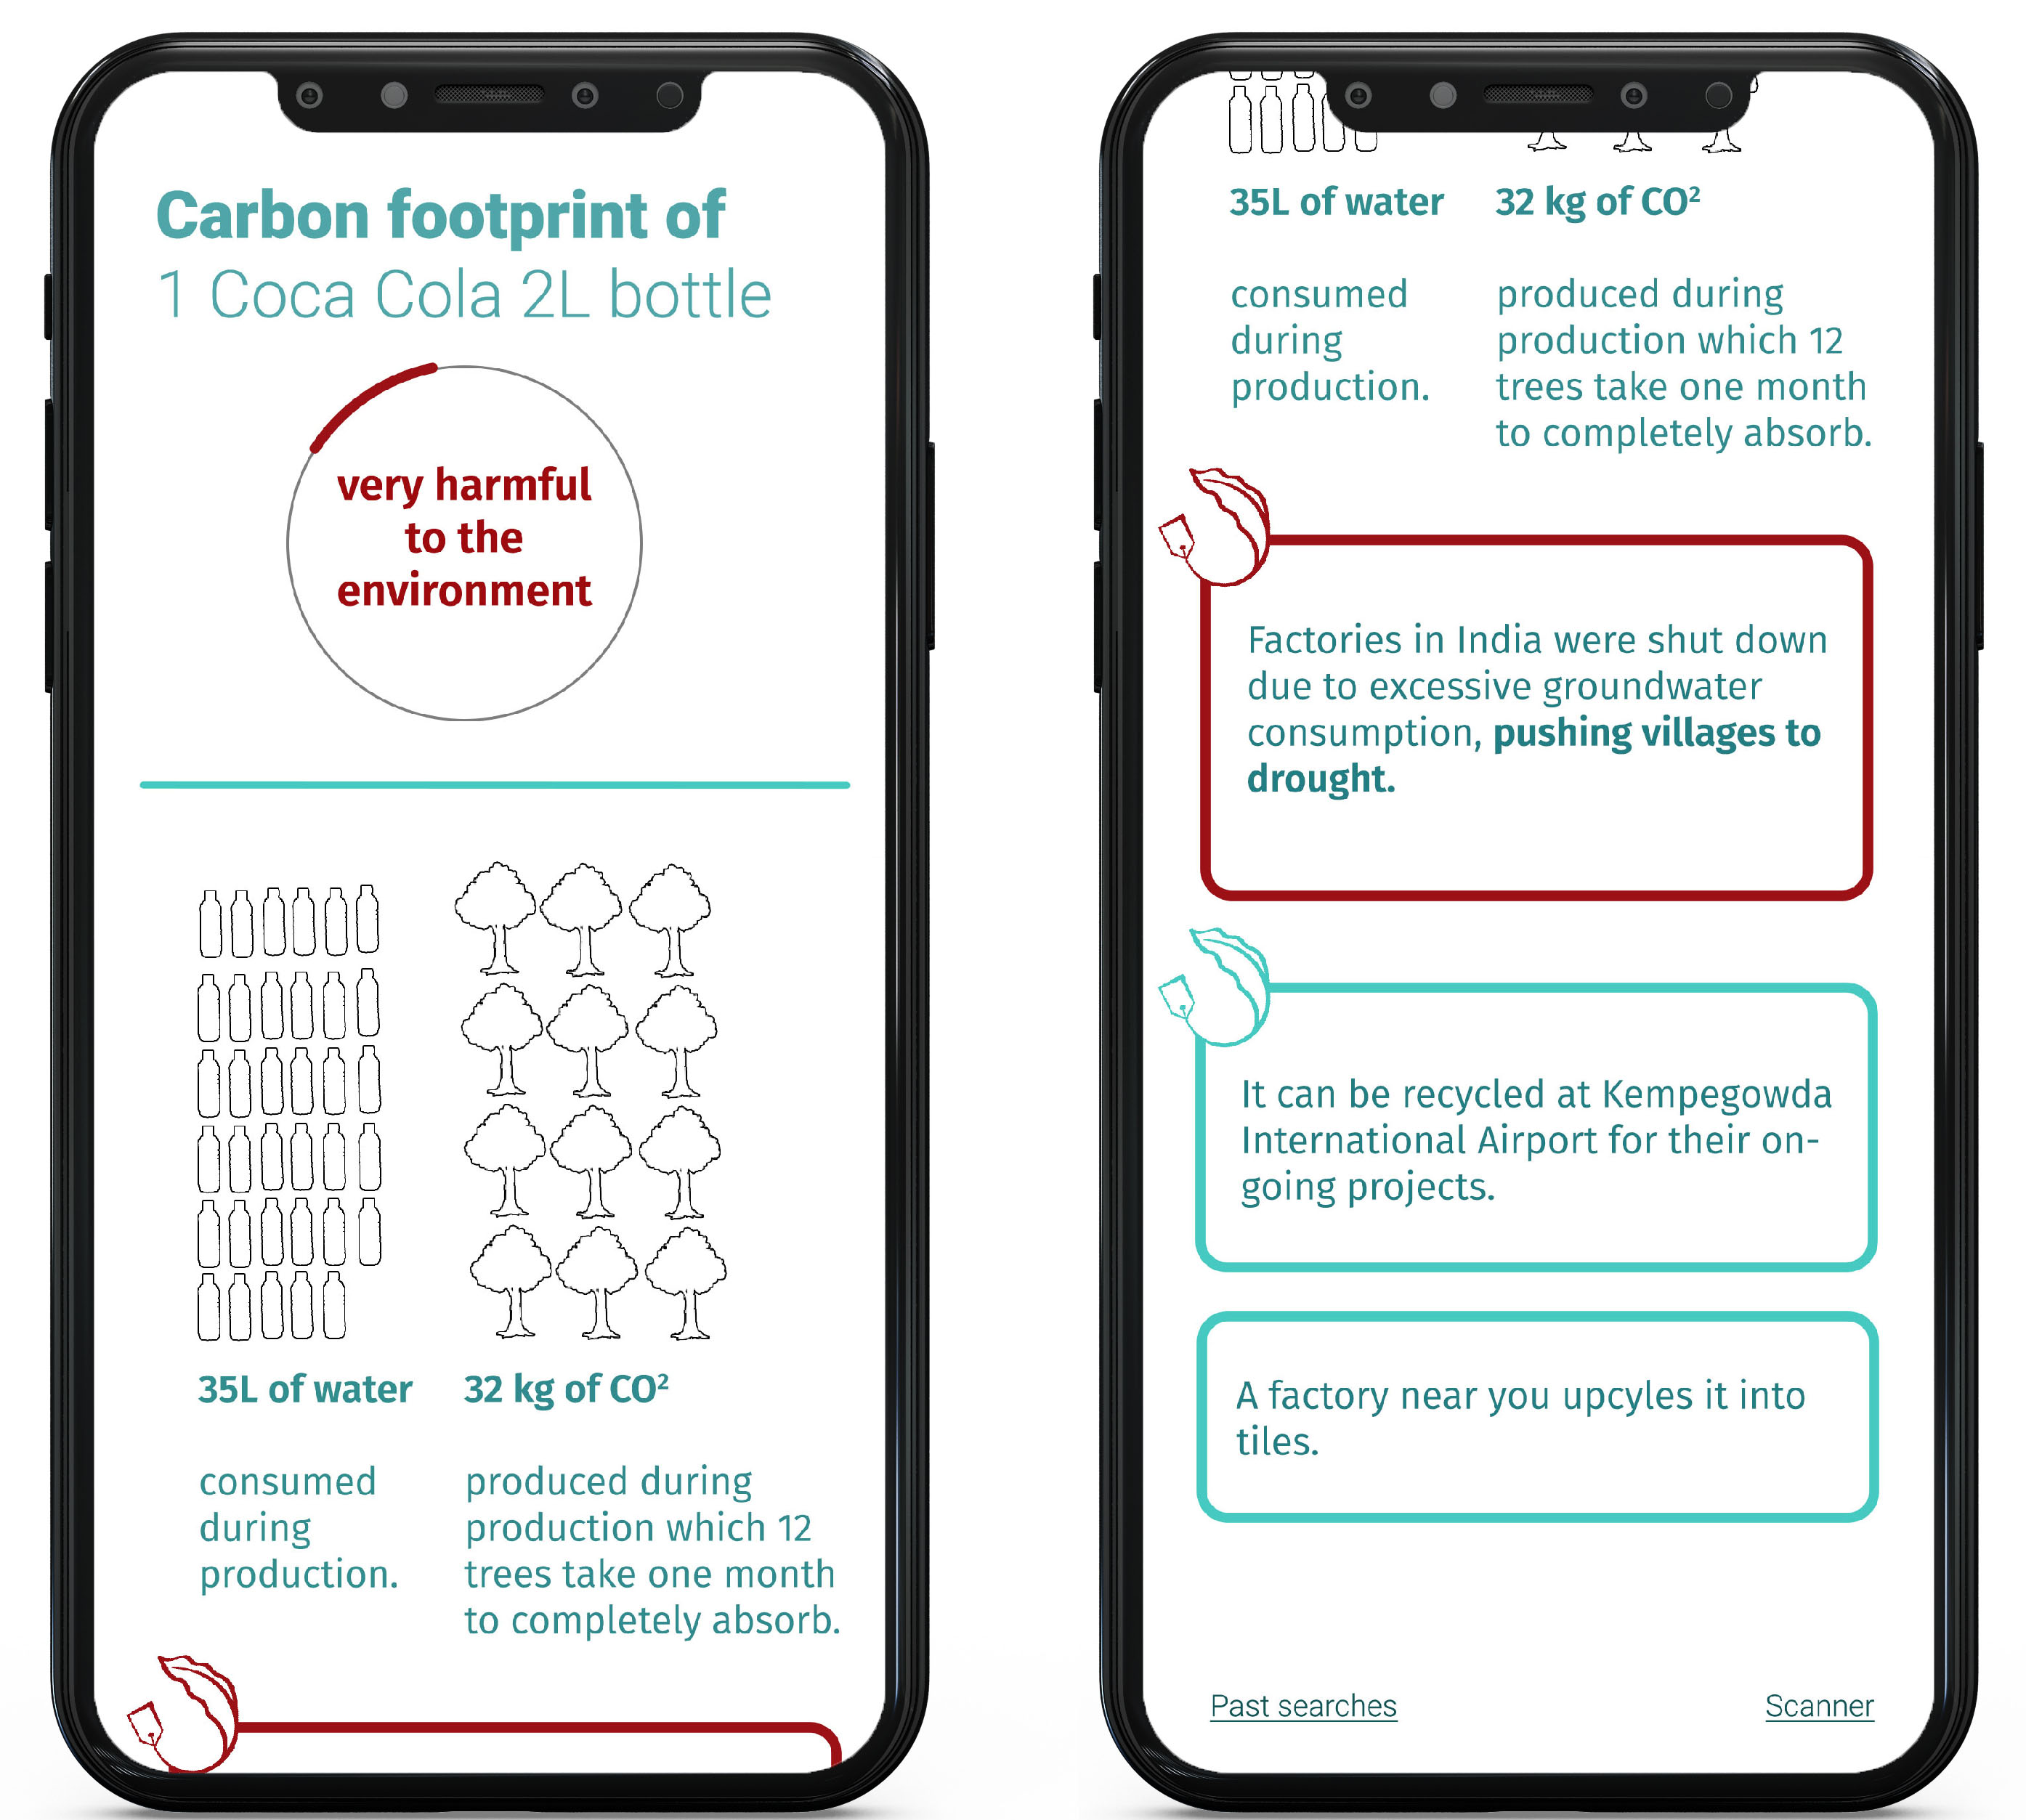 Carbon footprint of
1 Coca Cola 2L bottle
very harmful
to the
environment
35L of water
consumed
during
production.
32 kg of CO²
produced during
production which 12
trees take one month
to completely absorb.
35L of water
consumed
during
production.
32 kg of CO²
produced during
production which 12
trees take one month
to completely absorb.
Factories in India were shut down
due to excessive groundwater
consumption, pushing villages to
drought.
It can be recycled at Kempegowda
International Airport for their on-
going projects.
A factory near you upcyles it into
tiles.
Past searches
Scanner